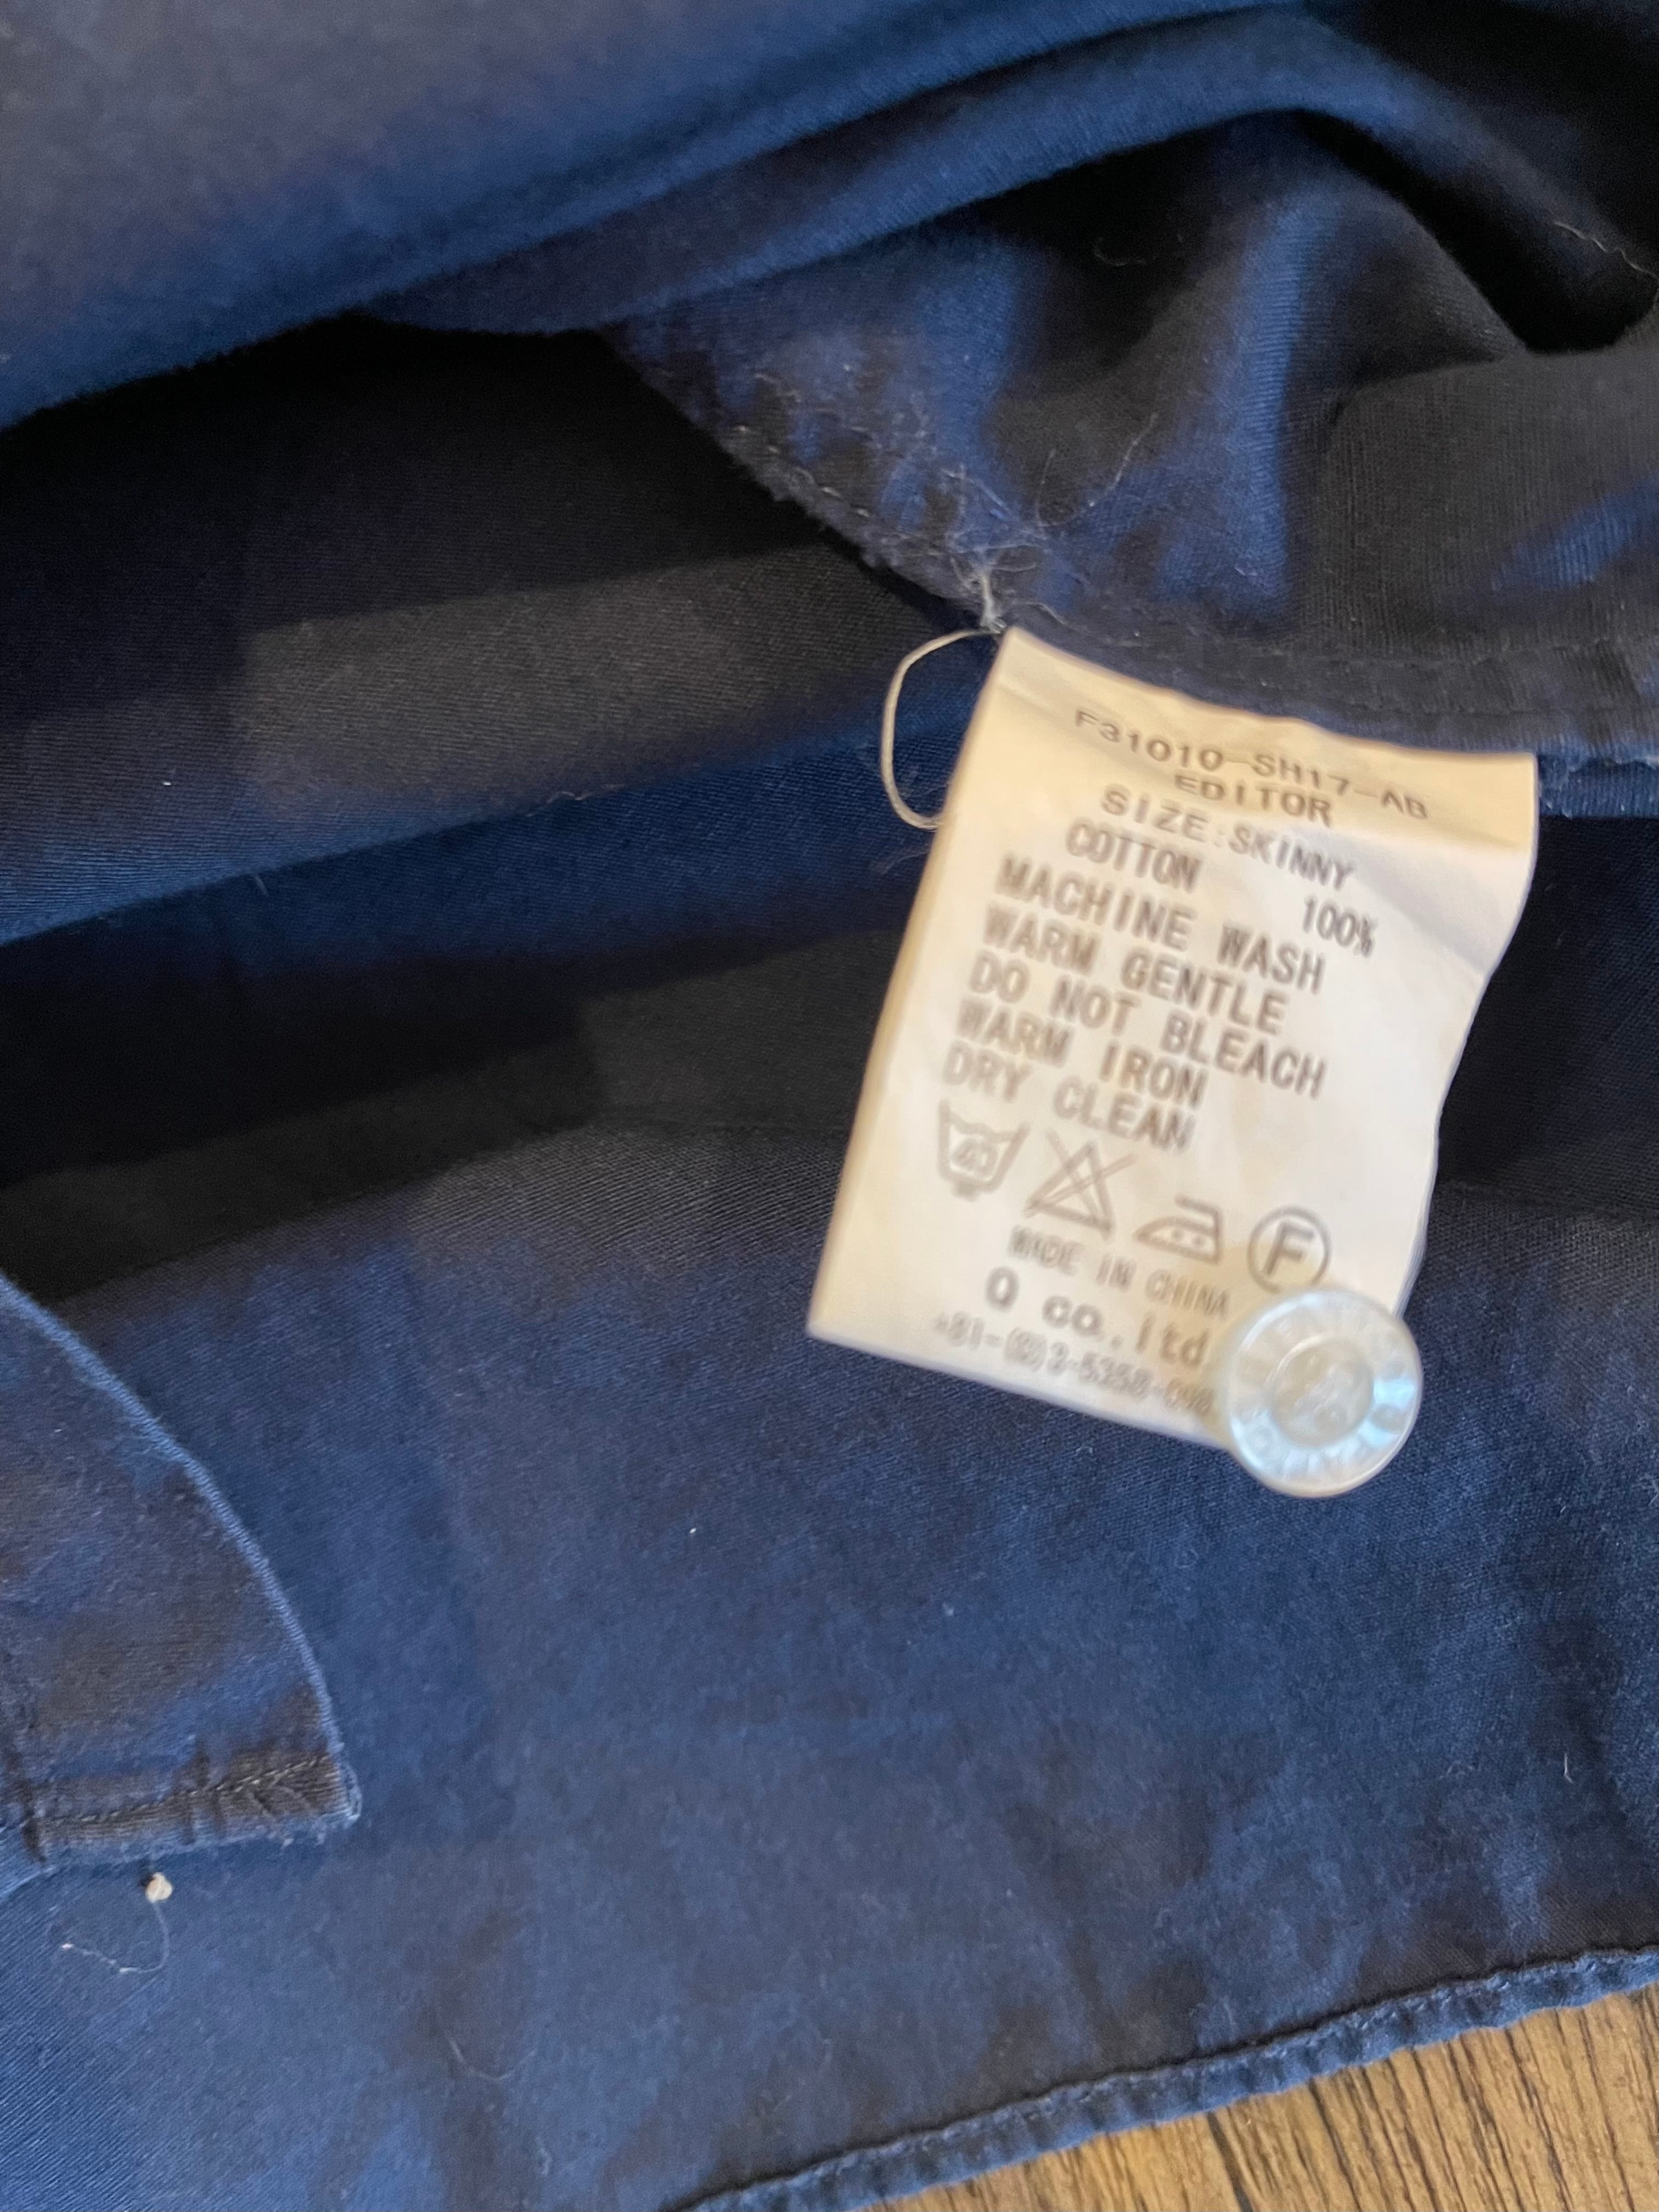 F31010-SH17-AB
EDITOR
SIZE:SKINNY
COTTON 100%
MACHINE WASH
WARM GENTLE
DO NOT BLEACH
WARM IRON
DRY CLEAN
40
F
MADE IN CHINA
Q co.,ltd